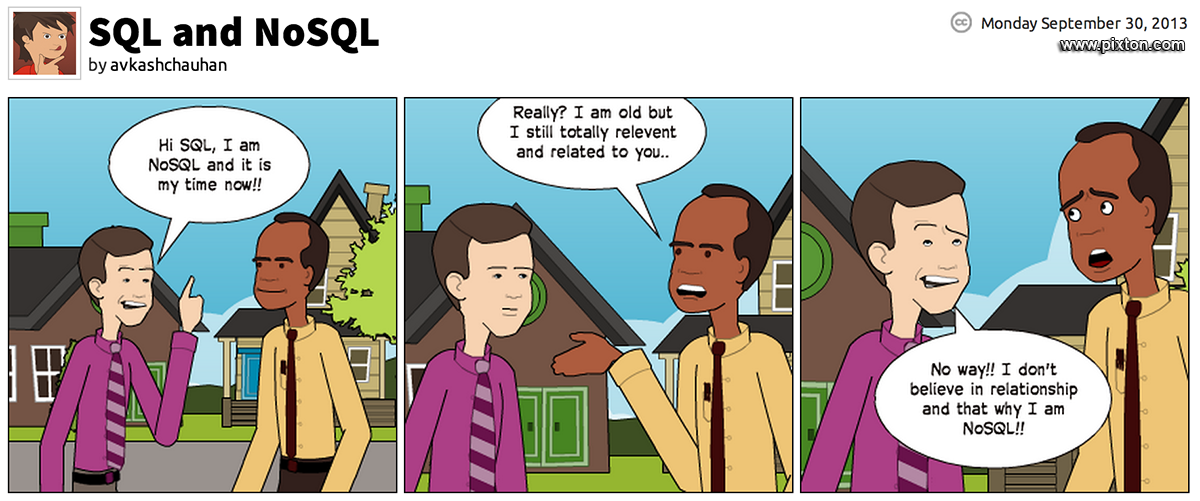 SQL and NoSQL
by avkashchauhan
cc Monday September 30, 2013
www.pixton.com
Hi SQL, I am
NoSQL and it is
my time now!!
Really? I am old but
I still totally relevent
and related to you..
No way!! I don't
believe in relationship
and that why I am
NoSQL!!